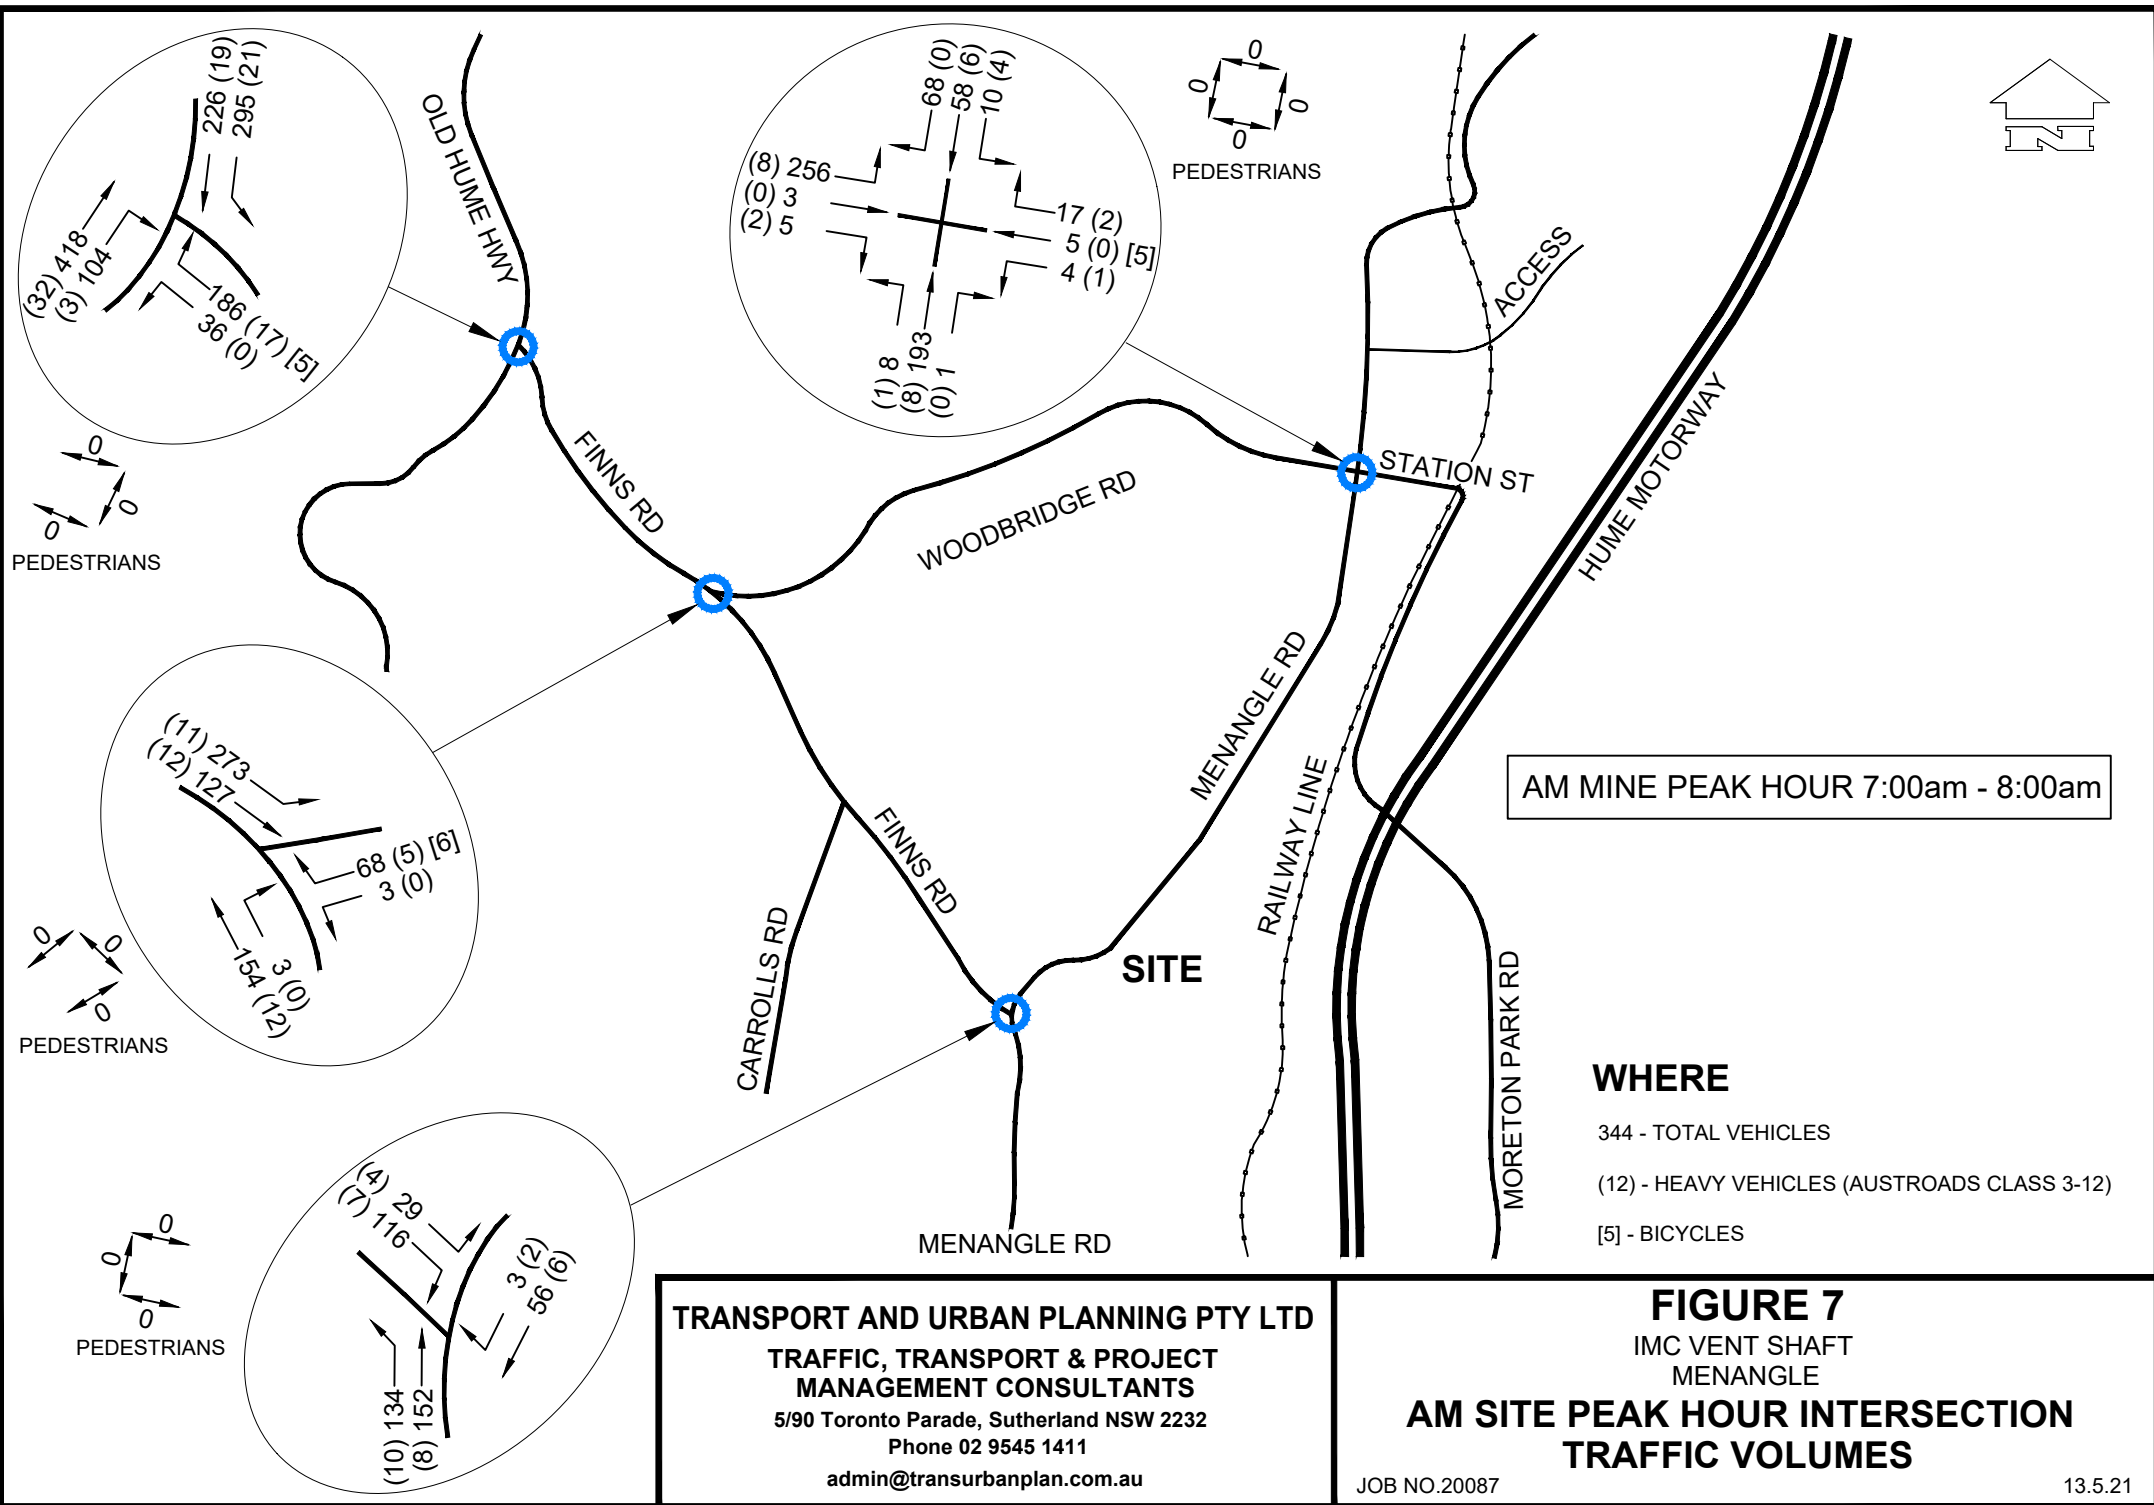 226 (19)
295 (21)
(32) 418
(3) 104
186 (17) [5]
36 (0)
OLD HUME HWY
68 (0)
58 (6)
10 (4)
(8) 256
(0) 3
(2) 5
17 (2)
5 (0) [5]
4 (1)
(1) 8
(8) 193
(0) 1
0
0
0
0
PEDESTRIANS
N
ACCESS
STATION ST
HUME MOTORWAY
FINNS RD
WOODBRIDGE RD
0
0
0
PEDESTRIANS
MENANGLE RD
RAILWAY LINE
(11) 273
(12) 127
68 (5) [6]
3 (0)
3 (0)
154 (12)
AM MINE PEAK HOUR 7:00am - 8:00am
FINNS RD
CARROLLS RD
SITE
MORETON PARK RD
0
0
0
PEDESTRIANS
WHERE
344 - TOTAL VEHICLES
(12) - HEAVY VEHICLES (AUSTROADS CLASS 3-12)
[5] - BICYCLES
(4) 29
(7) 116
3 (2)
56 (6)
(10) 134
(8) 152
0
0
0
PEDESTRIANS
MENANGLE RD
TRANSPORT AND URBAN PLANNING PTY LTD
TRAFFIC, TRANSPORT & PROJECT
MANAGEMENT CONSULTANTS
5/90 Toronto Parade, Sutherland NSW 2232
Phone 02 9545 1411
admin@transurbanplan.com.au
FIGURE 7
IMC VENT SHAFT
MENANGLE
AM SITE PEAK HOUR INTERSECTION
TRAFFIC VOLUMES
JOB NO.20087
13.5.21